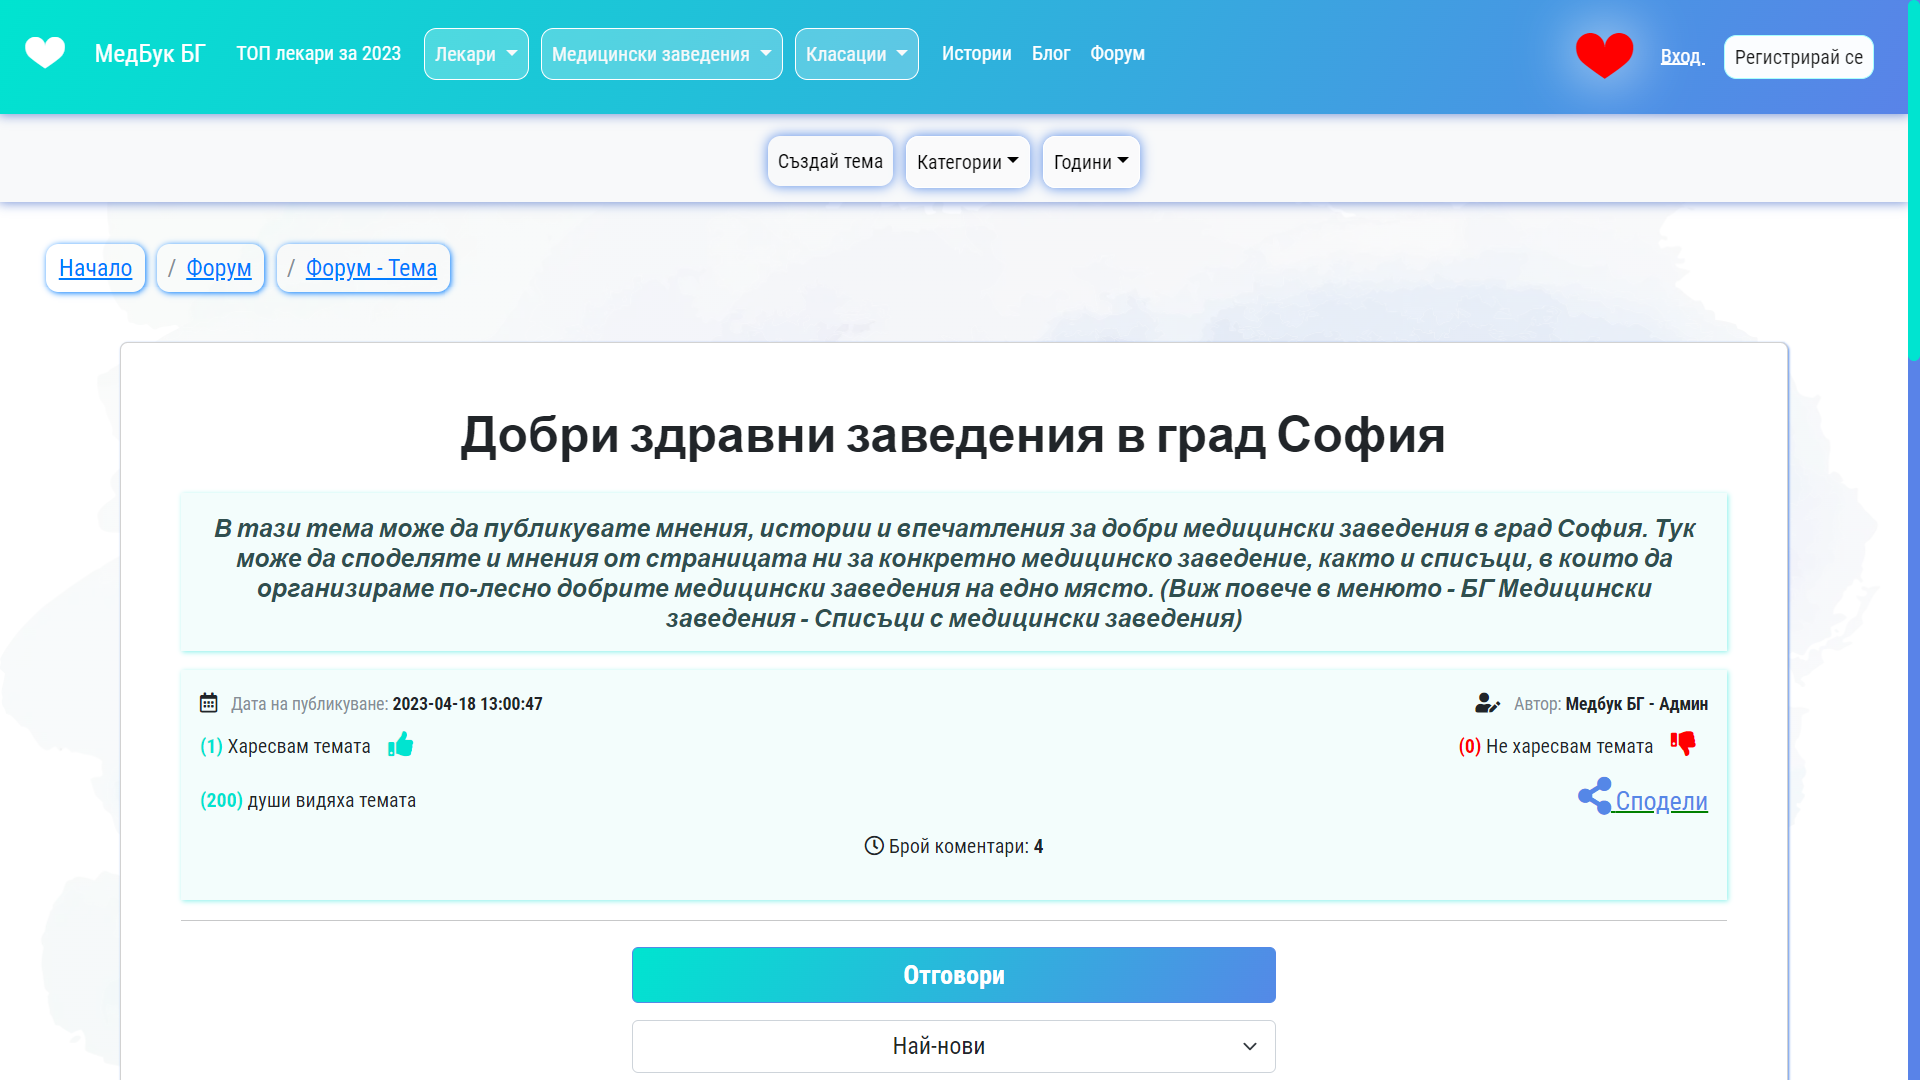 МедБук БГ ТОП лекари за 2023 Лекари Медицински заведения Класации Истории Блог Форум Вход Регистрирай се
Създай тема Категории Години
Начало / Форум / Форум - Тема
Добри здравни заведения в град София
В тази тема може да публикувате мнения, истории и впечатления за добри медицински заведения в град София. Тук
може да споделяте и мнения от страницата ни за конкретно медицинско заведение, както и списъци, в които да
организираме по-лесно добрите медицински заведения на едно място. (Виж повече в менюто - БГ Медицински
заведения - Списъци с медицински заведения)
Дата на публикуване: 2023-04-18 13:00:47 Автор: Медбук БГ - Админ
(1) Харесвам темата (0) Не харесвам темата
(200) души видяха темата Сподели
Брой коментари: 4
Отговори
Най-нови